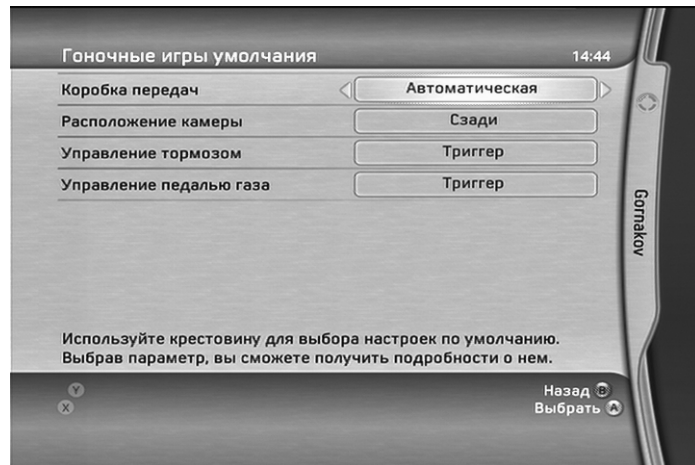 Гоночные игры умолчания 14:44
Коробка передач Автоматическая
Расположение камеры Сзади
Управление тормозом Триггер
Управление педалью газа Триггер
Gornakov
Используйте крестовину для выбора настроек по умолчанию.
Выбрав параметр, вы сможете получить подробности о нем.
Y Назад B
X Выбрать A